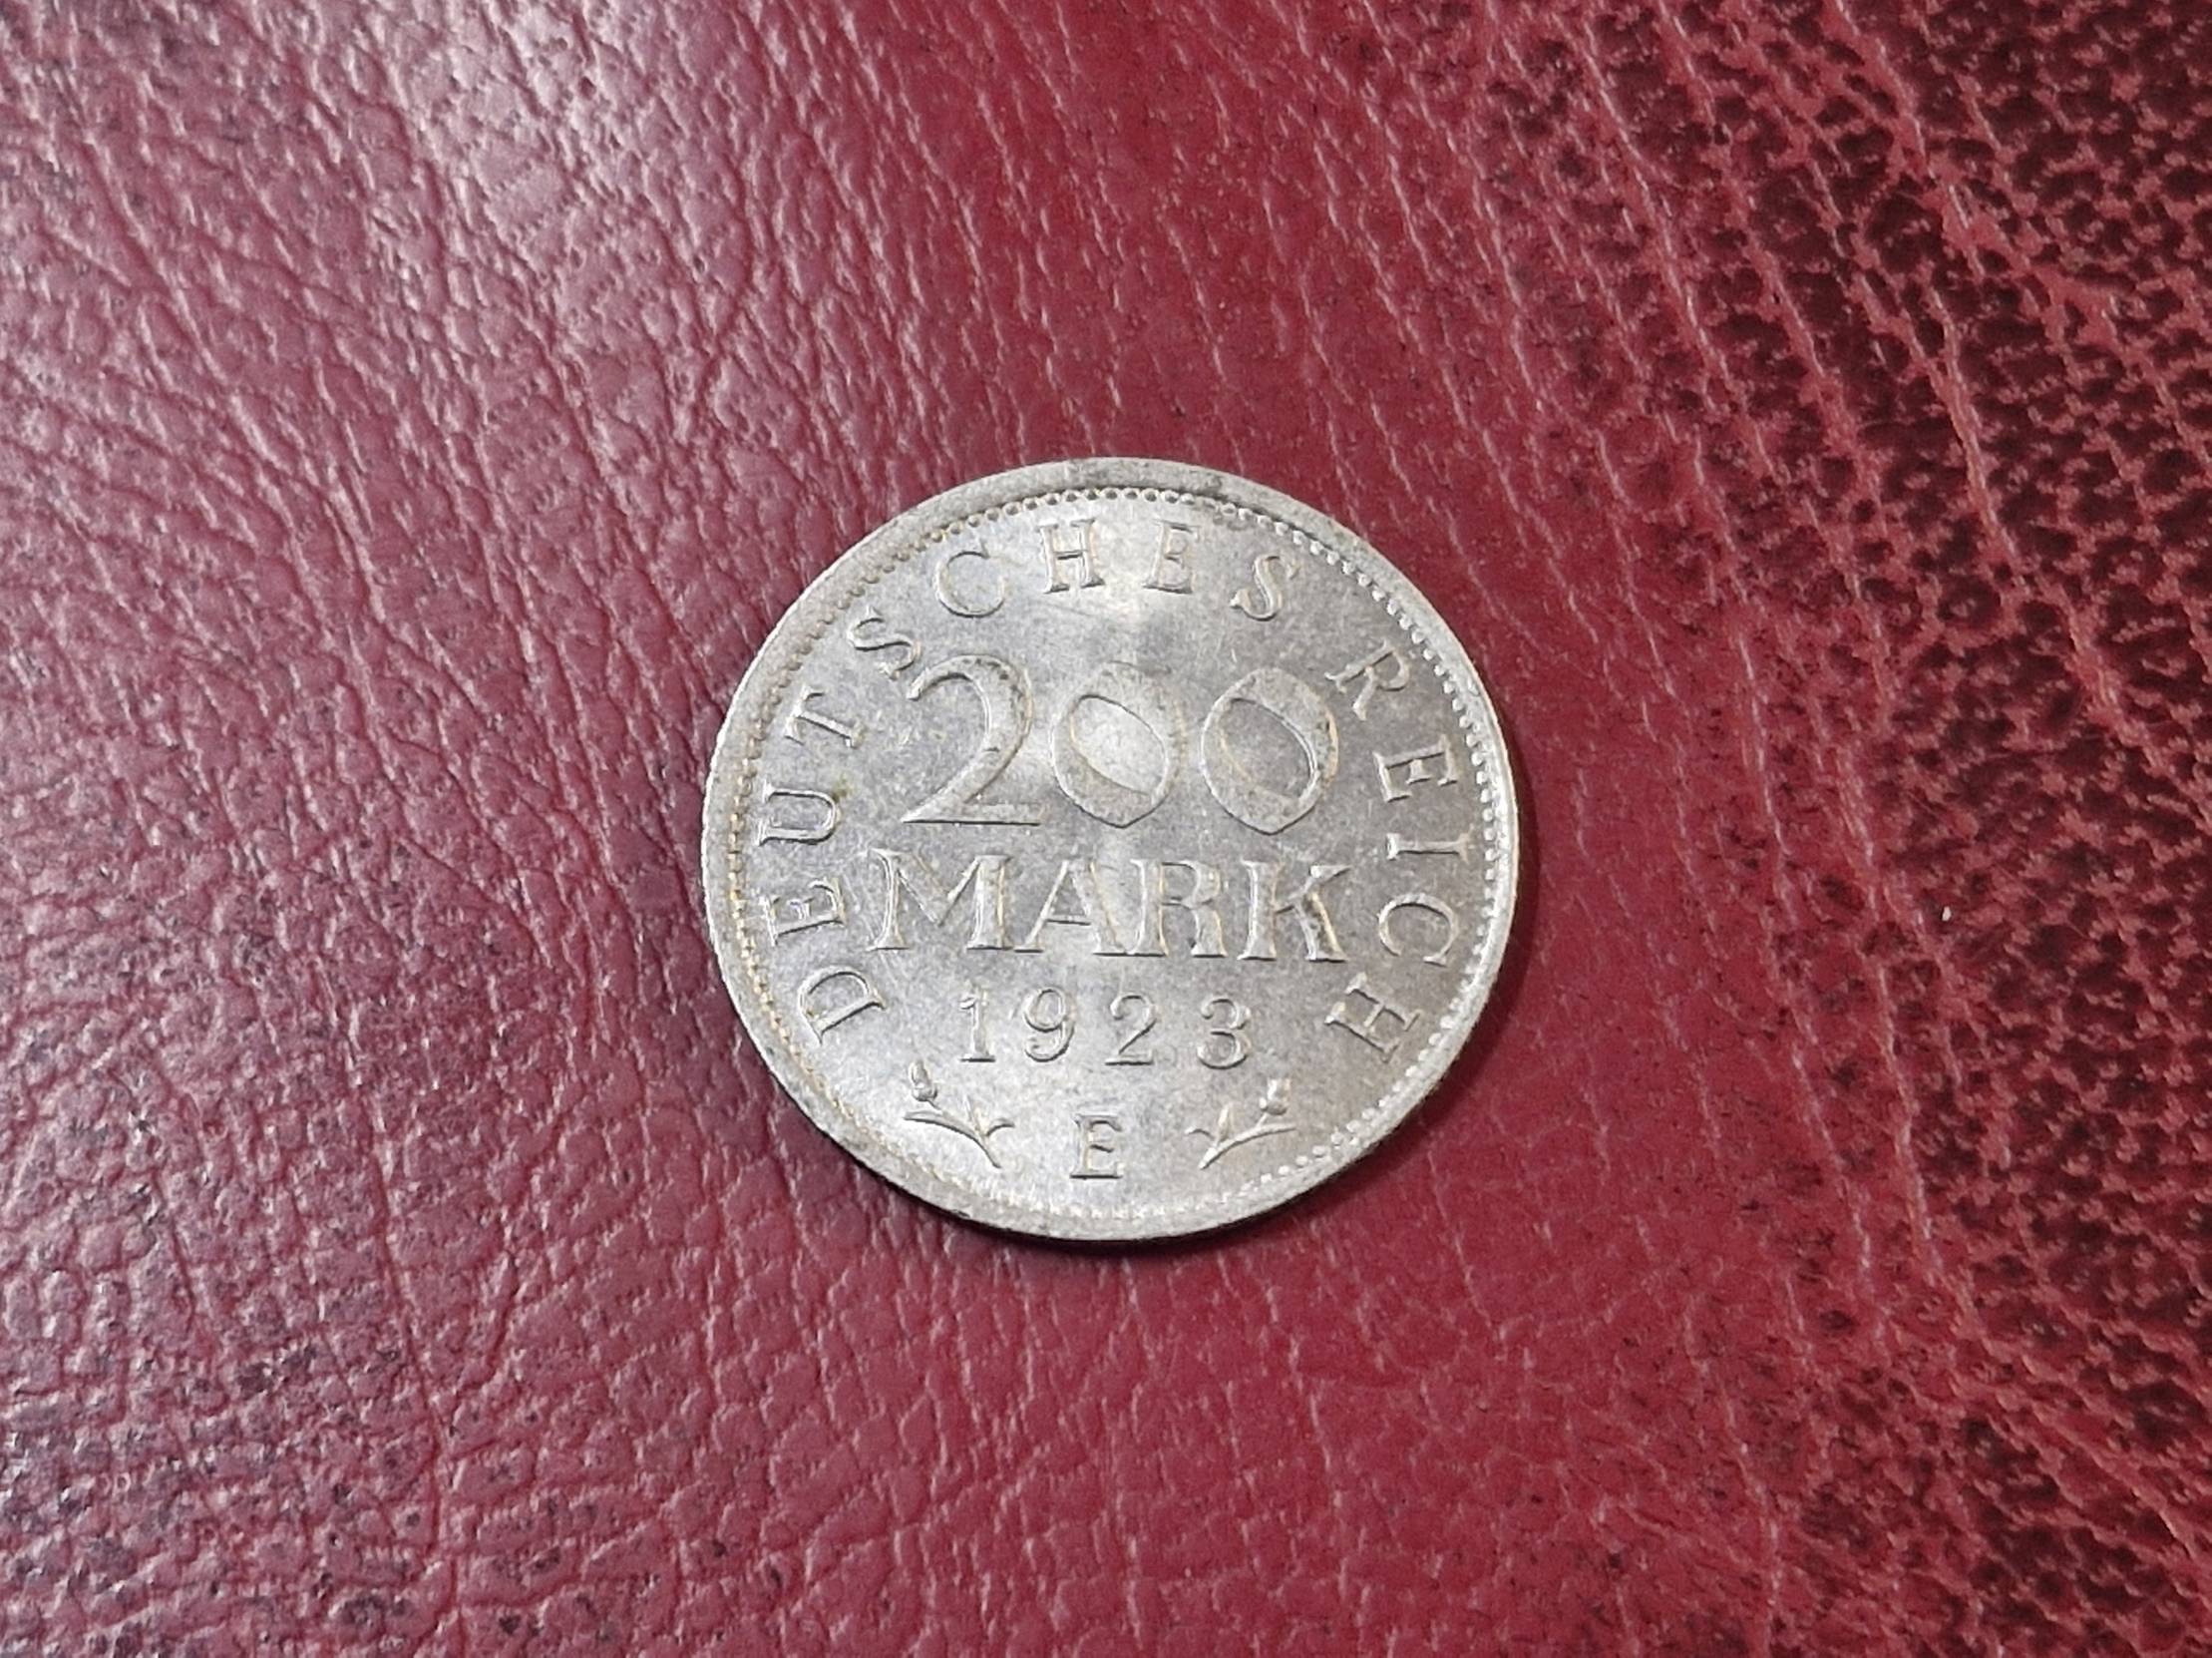 DEUTSCHES REICH
200
MARK
1923
E